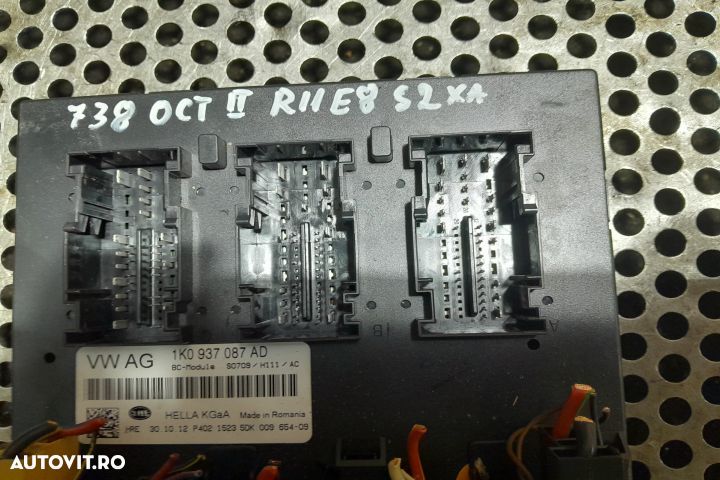 738 OCT II R11E8 S2XA
B
A
VW AG 1K0 937 087 AD
BC-Module S0709 / H111 / AC
HELLA KGaA Made in Romania
HRE 30.10.12 P402 1523 5DK 009 654-09
AUTOVIT.RO